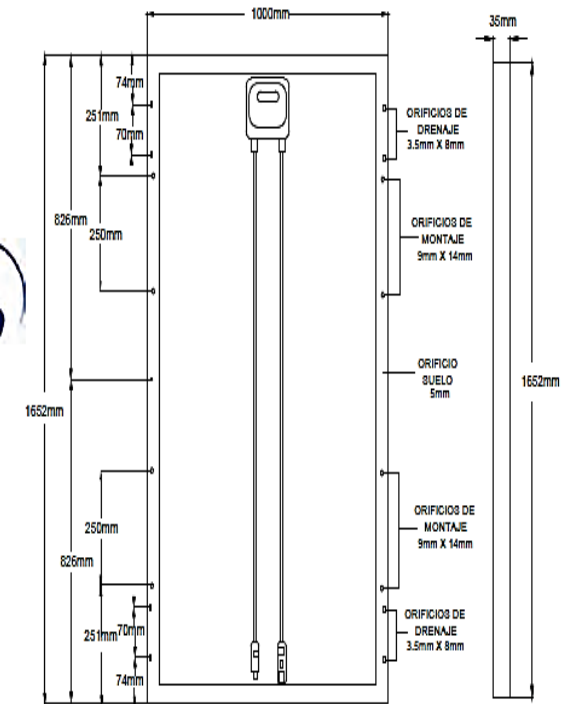 1000mm
35mm
74mm
251mm
70mm
826mm
250mm
1652mm
250mm
826mm
251mm
70mm
74mm
ORIFICIOS DE
DRENAJE
3.5mm X 8mm
ORIFICIOS DE
MONTAJE
9mm X 14mm
ORIFICIO
SUELO
5mm
ORIFICIOS DE
MONTAJE
9mm X 14mm
ORIFICIOS DE
DRENAJE
3.5mm X 8mm
1652mm